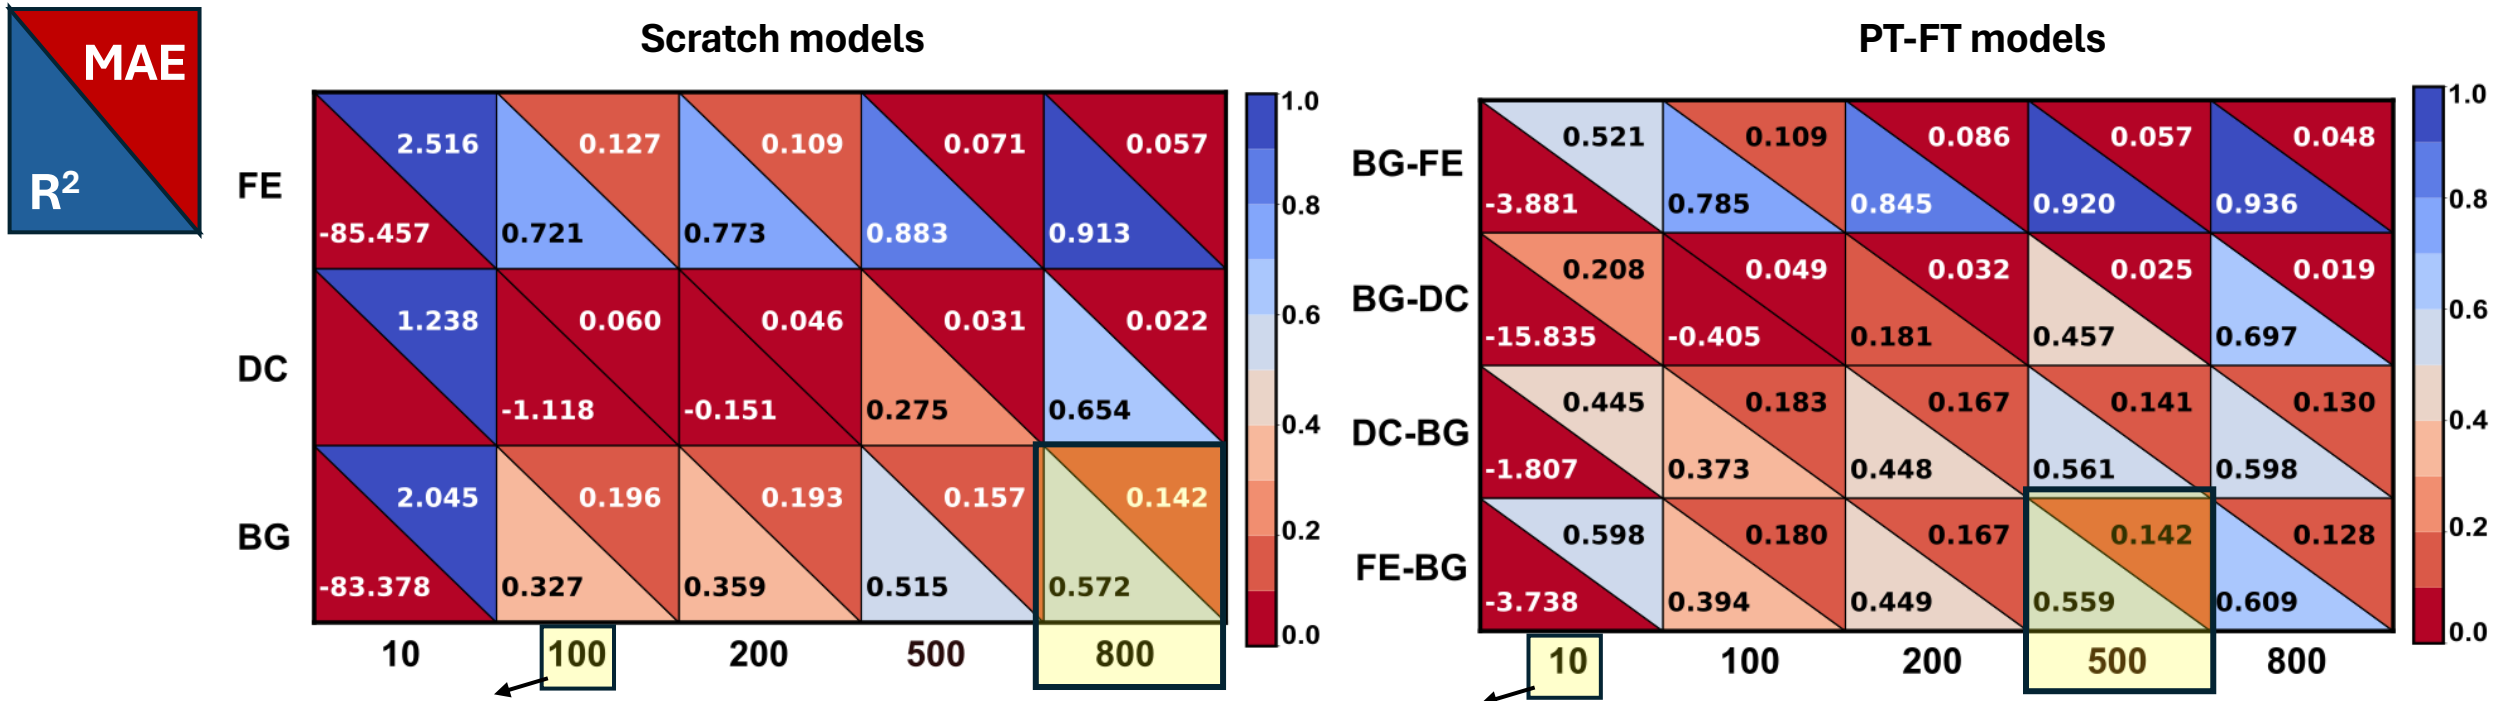 Scratch models
PT-FT models
MAE
R²
1.0
0.8
0.6
0.4
0.2
0.0
FE
2.516 0.127 0.109 0.071 0.057
-85.457 0.721 0.773 0.883 0.913
DC
1.238 0.060 0.046 0.031 0.022
-1.118 -0.151 0.275 0.654
BG
2.045 0.196 0.193 0.157 0.142
-83.378 0.327 0.359 0.515 0.572
10 100 200 500 800
BG-FE
0.521 0.109 0.086 0.057 0.048
-3.881 0.785 0.845 0.920 0.936
BG-DC
0.208 0.049 0.032 0.025 0.019
-15.835 -0.405 0.181 0.457 0.697
DC-BG
0.445 0.183 0.167 0.141 0.130
-1.807 0.373 0.448 0.561 0.598
FE-BG
0.598 0.180 0.167 0.142 0.128
-3.738 0.394 0.449 0.559 0.609
10 100 200 500 800
1.0
0.8
0.6
0.4
0.2
0.0